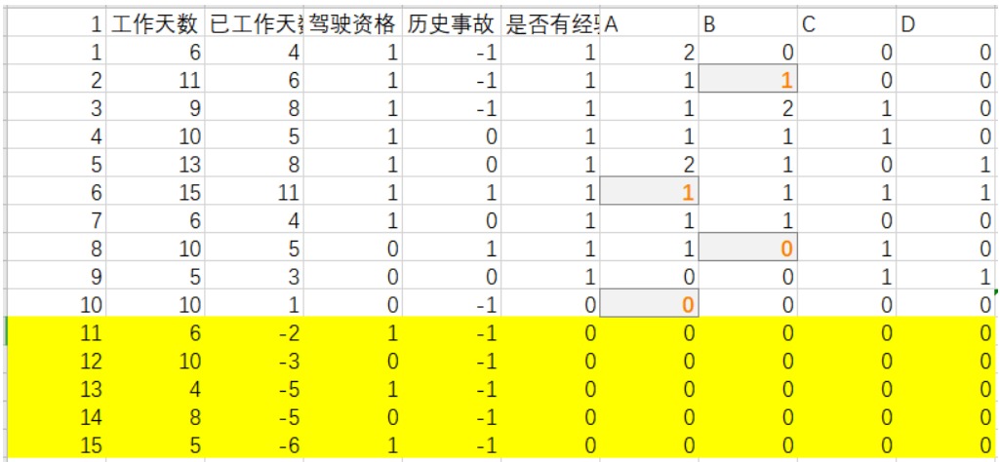 1 工作天数 已工作天 驾驶资格 历史事故 是否有经 A B C D
1 6 4 1 -1 1 2 0 0 0
2 11 6 1 -1 1 1 1 0 0
3 9 8 1 -1 1 1 2 1 0
4 10 5 1 0 1 1 1 1 0
5 13 8 1 0 1 2 1 0 1
6 15 11 1 1 1 1 1 1 1
7 6 4 1 0 1 1 1 0 0
8 10 5 0 1 1 1 0 1 0
9 5 3 0 0 1 0 0 1 1
10 10 1 0 -1 0 0 0 0 0
11 6 -2 1 -1 0 0 0 0 0
12 10 -3 0 -1 0 0 0 0 0
13 4 -5 1 -1 0 0 0 0 0
14 8 -5 0 -1 0 0 0 0 0
15 5 -6 1 -1 0 0 0 0 0